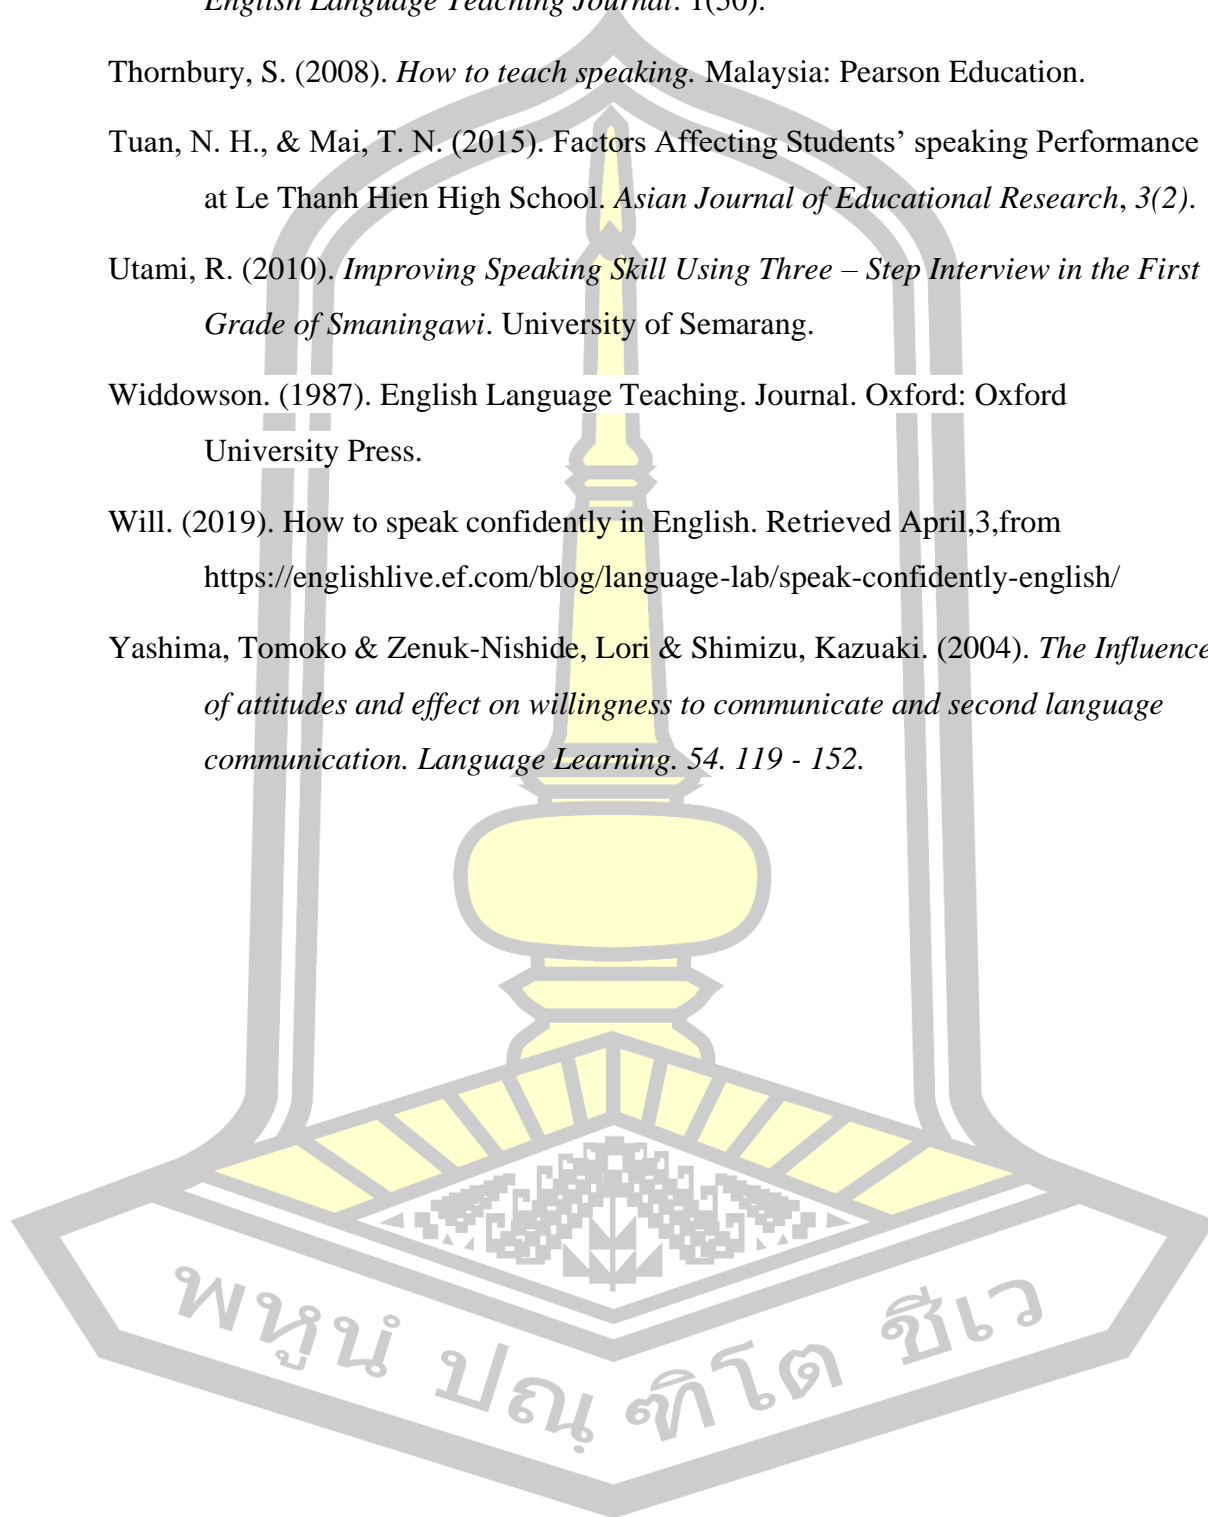 English Language Teaching Journal. 1(50).
Thornbury, S. (2008). How to teach speaking. Malaysia: Pearson Education.
Tuan, N. H., & Mai, T. N. (2015). Factors Affecting Students’ speaking Performance
at Le Thanh Hien High School. Asian Journal of Educational Research, 3(2).
Utami, R. (2010). Improving Speaking Skill Using Three – Step Interview in the First
Grade of Smaningawi. University of Semarang.
Widdowson. (1987). English Language Teaching. Journal. Oxford: Oxford
University Press.
Will. (2019). How to speak confidently in English. Retrieved April,3,from
https://englishlive.ef.com/blog/language-lab/speak-confidently-english/
Yashima, Tomoko & Zenuk-Nishide, Lori & Shimizu, Kazuaki. (2004). The Influence
of attitudes and effect on willingness to communicate and second language
communication. Language Learning. 54. 119 - 152.
พหูนํ ปณฺฑิโต ชีเว